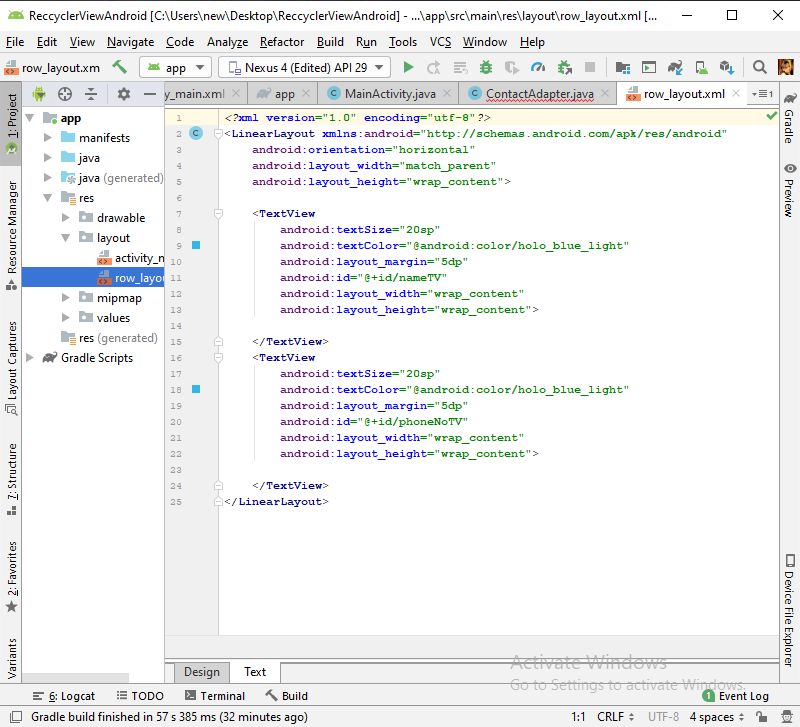 ReccyclerViewAndroid [C:\Users\new\Desktop\ReccyclerViewAndroid] - ...\app\src\main\res\layout\row_layout.xml [...
File Edit View Navigate Code Analyze Refactor Build Run Tools VCS Window Help
row_layout.xm app Nexus 4 (Edited) API 29
y_main.xml app MainActivity.java ContactAdapter.java row_layout.xml
1: Project
Resource Manager
Layout Captures
7: Structure
2: Favorites
Variants
app
manifests
java
java (generated)
res
drawable
layout
activity_m
row_layou
mipmap
values
res (generated)
Gradle Scripts
1 <?xml version="1.0" encoding="utf-8"?>
2 <LinearLayout xmlns:android="http://schemas.android.com/apk/res/android"
3 android:orientation="horizontal"
4 android:layout_width="match_parent"
5 android:layout_height="wrap_content">
6
7 <TextView
8 android:textSize="20sp"
9 android:textColor="@android:color/holo_blue_light"
10 android:layout_margin="5dp"
11 android:id="@+id/nameTV"
12 android:layout_width="wrap_content"
13 android:layout_height="wrap_content">
14
15 </TextView>
16 <TextView
17 android:textSize="20sp"
18 android:textColor="@android:color/holo_blue_light"
19 android:layout_margin="5dp"
20 android:id="@+id/phoneNoTV"
21 android:layout_width="wrap_content"
22 android:layout_height="wrap_content">
23
24 </TextView>
25 </LinearLayout>
Gradle
Preview
Device File Explorer
Design Text
Activate Windows
Go to Settings to activate Windows.
6: Logcat TODO Terminal Build 1 Event Log
Gradle build finished in 57 s 385 ms (32 minutes ago) 1:1 CRLF UTF-8 4 spaces